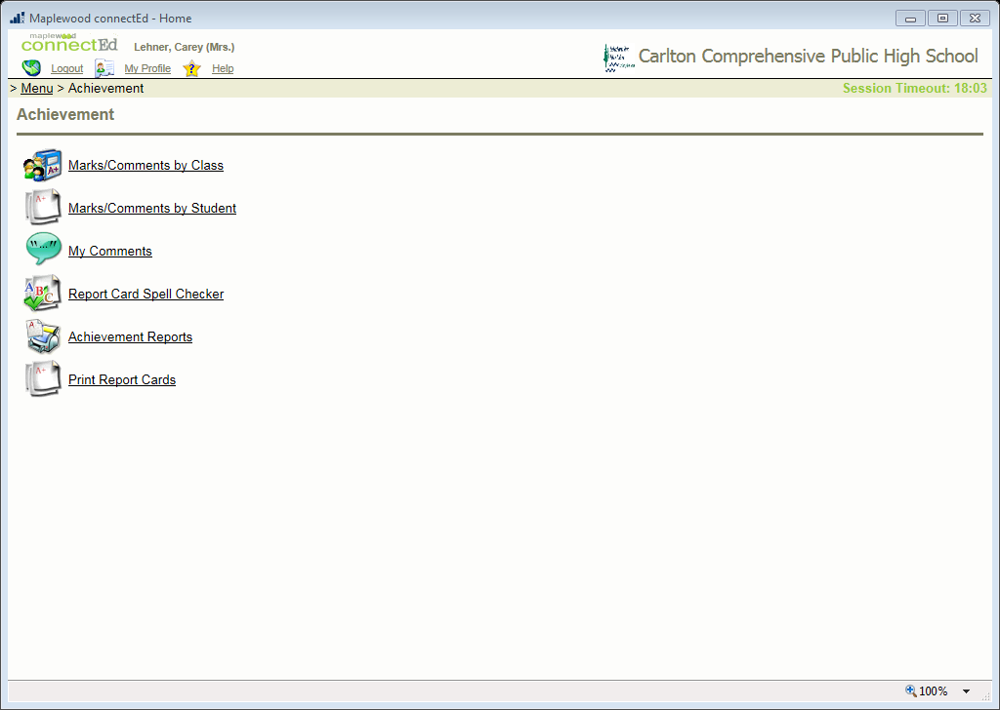 Maplewood connectEd - Home
maplewood
connectEd
Lehner, Carey (Mrs.)
Logout
My Profile
Help
Carlton Comprehensive Public High School
> Menu > Achievement
Session Timeout: 18:03
Achievement
Marks/Comments by Class
Marks/Comments by Student
My Comments
Report Card Spell Checker
Achievement Reports
Print Report Cards
100%